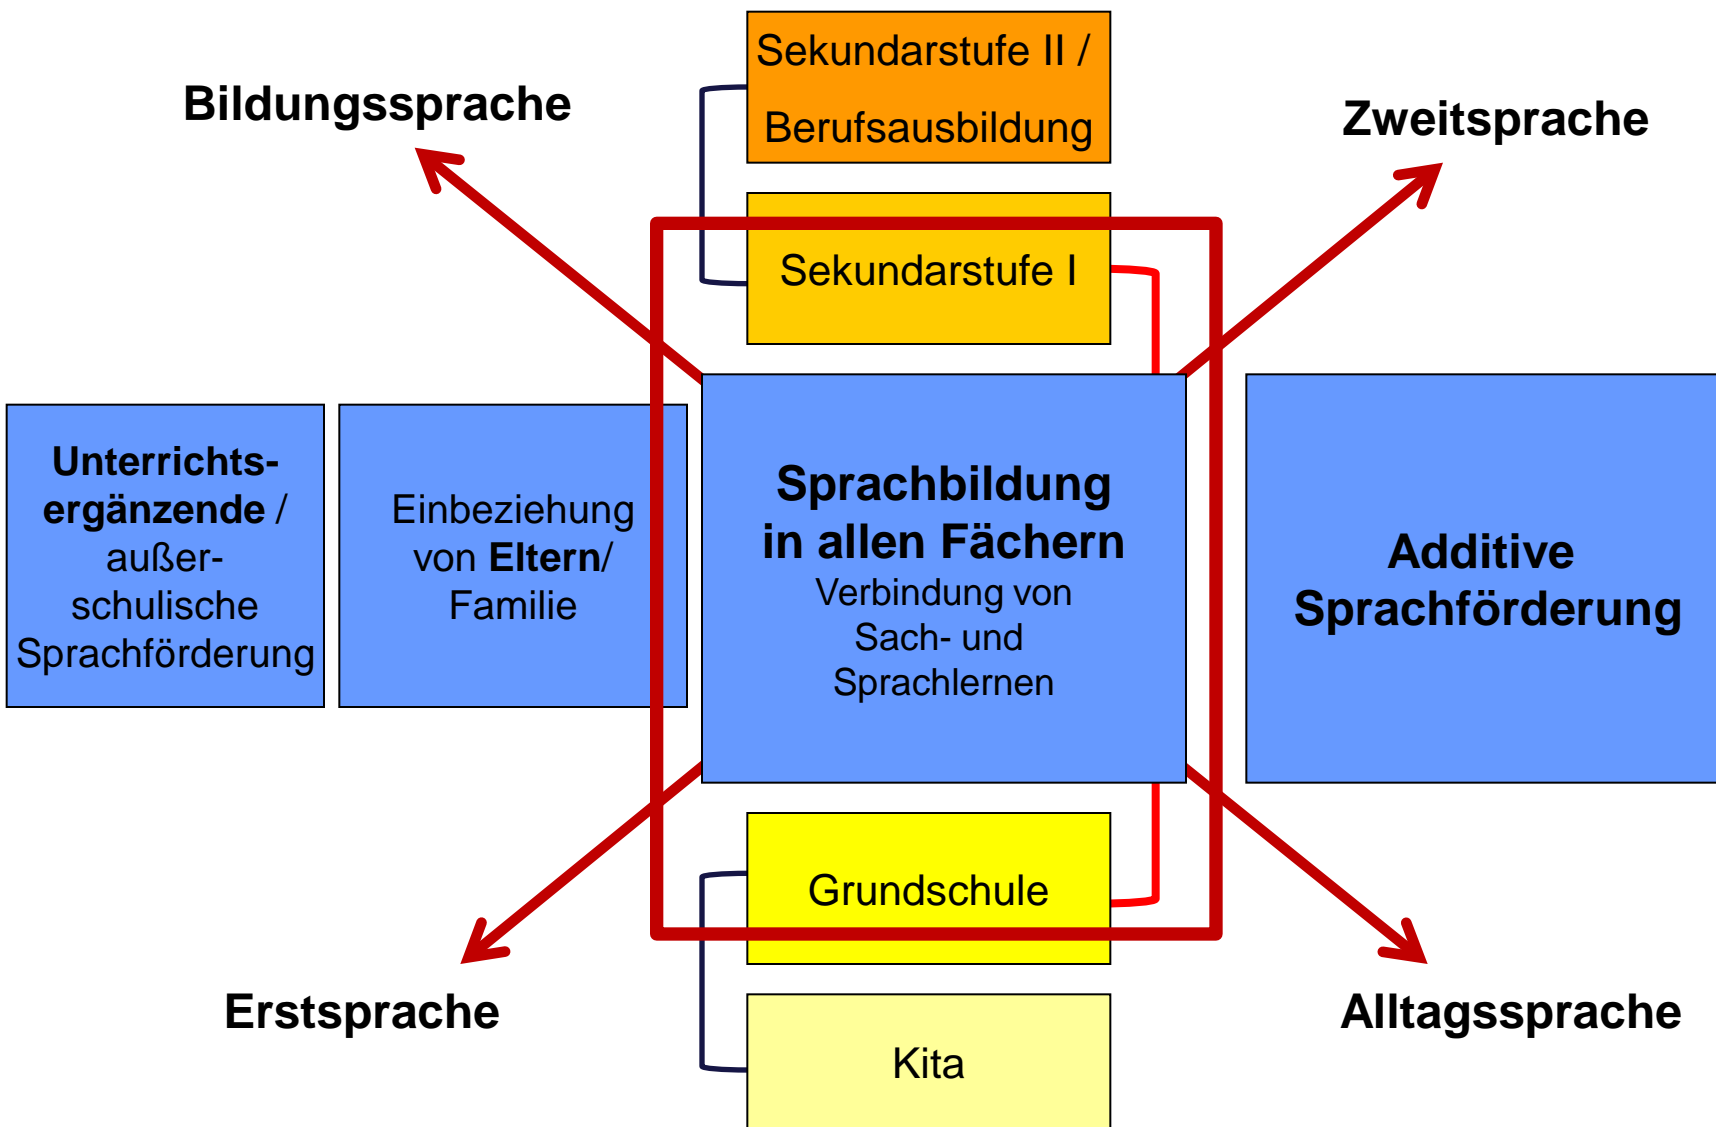 Sekundarstufe II /
Berufsausbildung
Bildungssprache
Zweitsprache
Sekundarstufe I
Unterrichts-
ergänzende /
außer-
schulische
Sprachförderung
Einbeziehung
von Eltern/
Familie
Sprachbildung
in allen Fächern
Verbindung von
Sach- und
Sprachlernen
Additive
Sprachförderung
Grundschule
Erstsprache
Alltagssprache
Kita